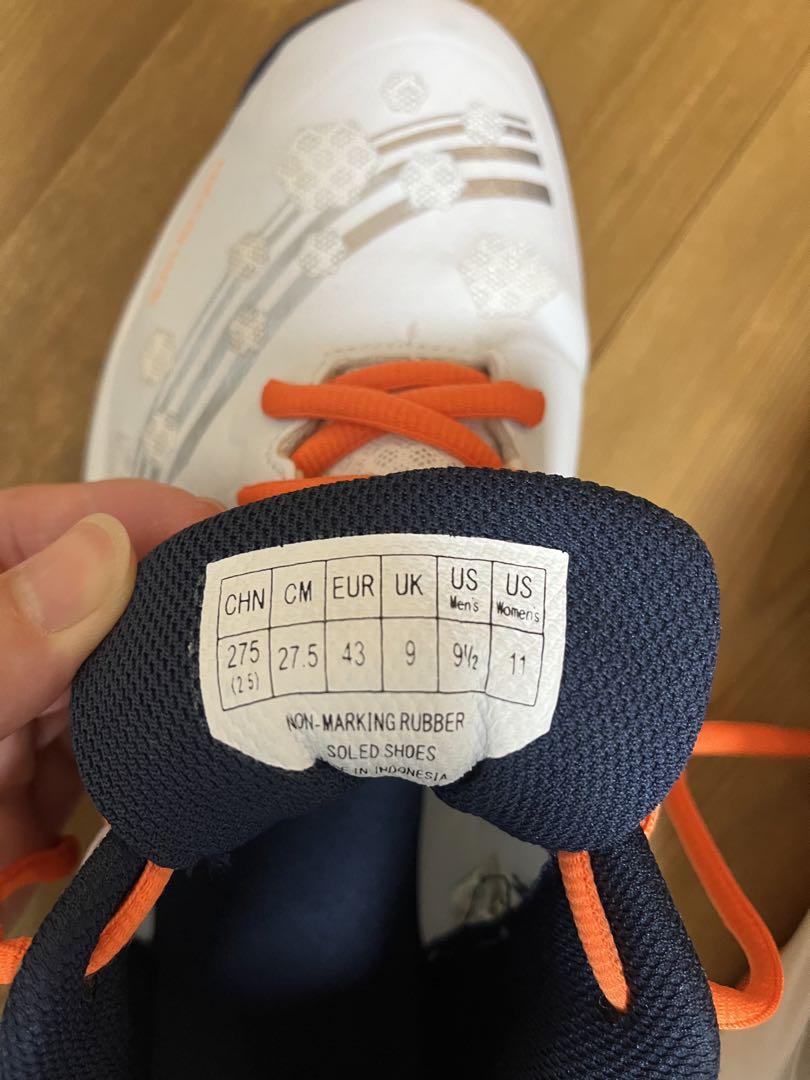 CHN CM EUR UK US Men's US Women's
275 (2.5) 27.5 43 9 9½ 11
NON-MARKING RUBBER
SOLED SHOES
IN INDONESIA